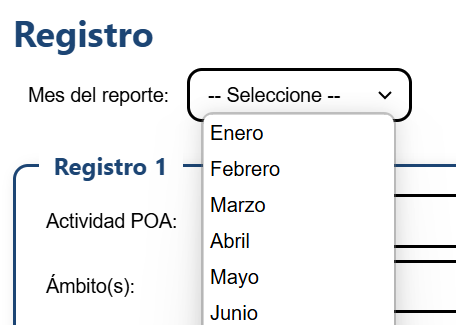 Registro
Mes del reporte: -- Seleccione --
Enero
Febrero
Registro 1
Marzo
Actividad POA:
Abril
Mayo
Ámbito(s):
Junio